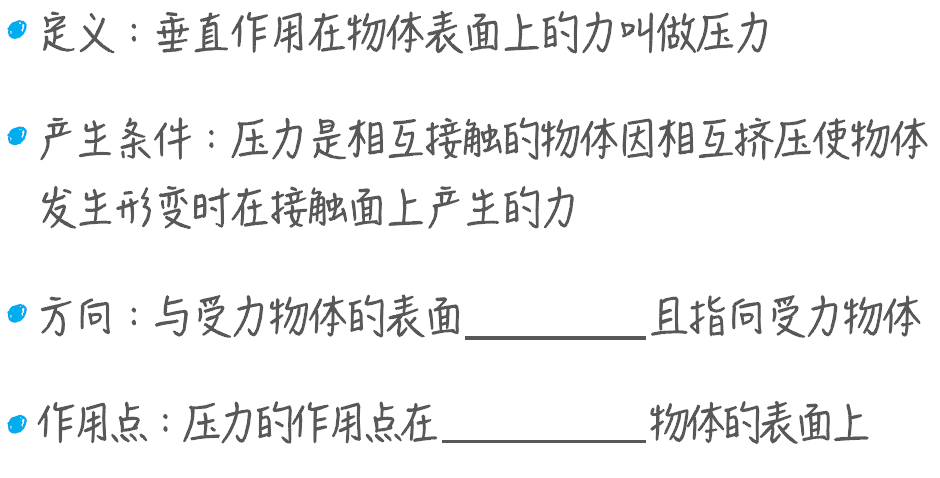 定义：垂直作用在物体表面上的力叫做压力
产生条件：压力是相互接触的物体因相互挤压使物体
发生形变时在接触面上产生的力
方向：与受力物体的表面__________且指向受力物体
作用点：压力的作用点在___________物体的表面上